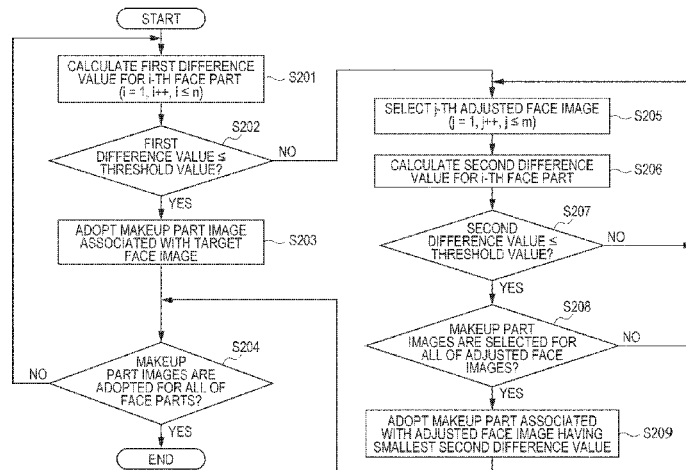 START
CALCULATE FIRST DIFFERENCE
VALUE FOR i-TH FACE PART
(i = 1, i++, i ≤ n)
S201
S202
FIRST
DIFFERENCE VALUE ≤
THRESHOLD VALUE?
NO
YES
ADOPT MAKEUP PART IMAGE
ASSOCIATED WITH TARGET
FACE IMAGE
S203
S204
MAKEUP
PART IMAGES ARE
ADOPTED FOR ALL OF
FACE PARTS?
NO
YES
END
SELECT j-TH ADJUSTED FACE IMAGE
(j = 1, j++, j ≤ m)
S205
CALCULATE SECOND DIFFERENCE
VALUE FOR i-TH FACE PART
S206
S207
SECOND
DIFFERENCE VALUE ≤
THRESHOLD VALUE?
NO
YES
S208
MAKEUP PART
IMAGES ARE SELECTED FOR
ALL OF ADJUSTED FACE
IMAGES?
NO
YES
ADOPT MAKEUP PART ASSOCIATED
WITH ADJUSTED FACE IMAGE HAVING
SMALLEST SECOND DIFFERENCE VALUE
S209